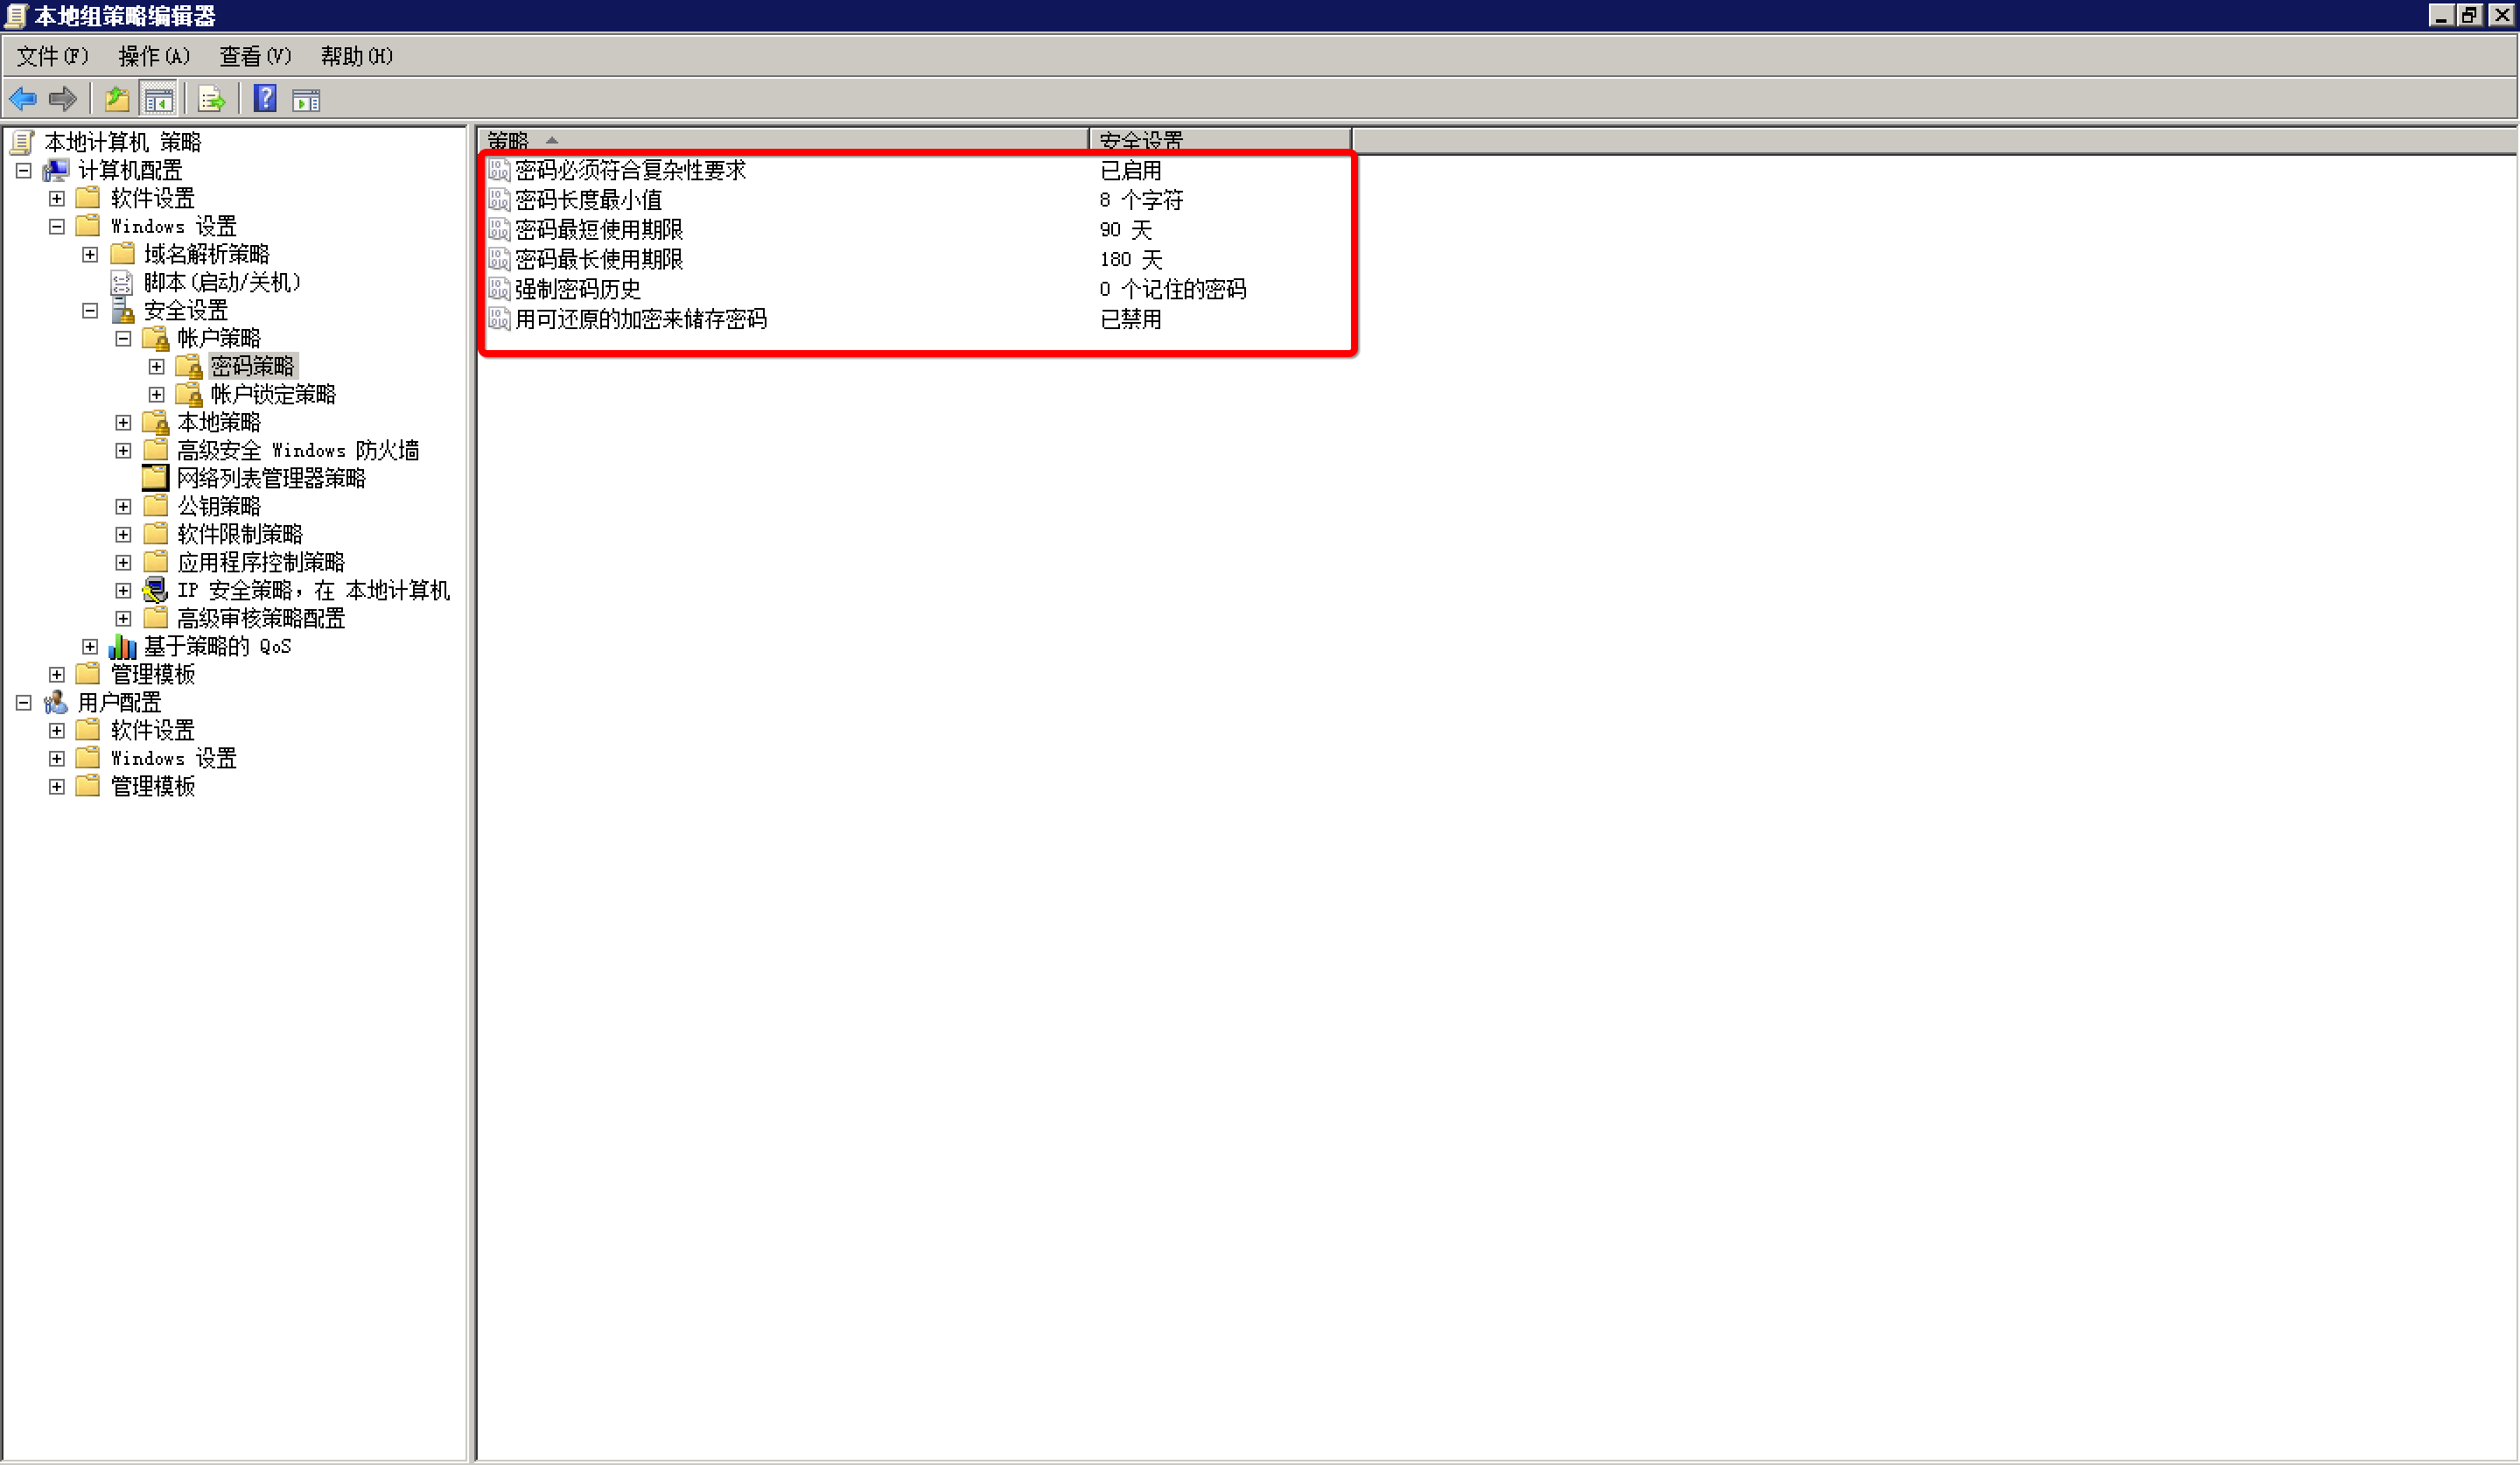 本地组策略编辑器
文件(F) 操作(A) 查看(V) 帮助(H)
本地计算机 策略
计算机配置
软件设置
Windows 设置
域名解析策略
脚本(启动/关机)
安全设置
帐户策略
密码策略
帐户锁定策略
本地策略
高级安全 Windows 防火墙
网络列表管理器策略
公钥策略
软件限制策略
应用程序控制策略
IP 安全策略，在 本地计算机
高级审核策略配置
基于策略的 QoS
管理模板
用户配置
软件设置
Windows 设置
管理模板
策略 安全设置
密码必须符合复杂性要求 已启用
密码长度最小值 8 个字符
密码最短使用期限 90 天
密码最长使用期限 180 天
强制密码历史 0 个记住的密码
用可还原的加密来储存密码 已禁用